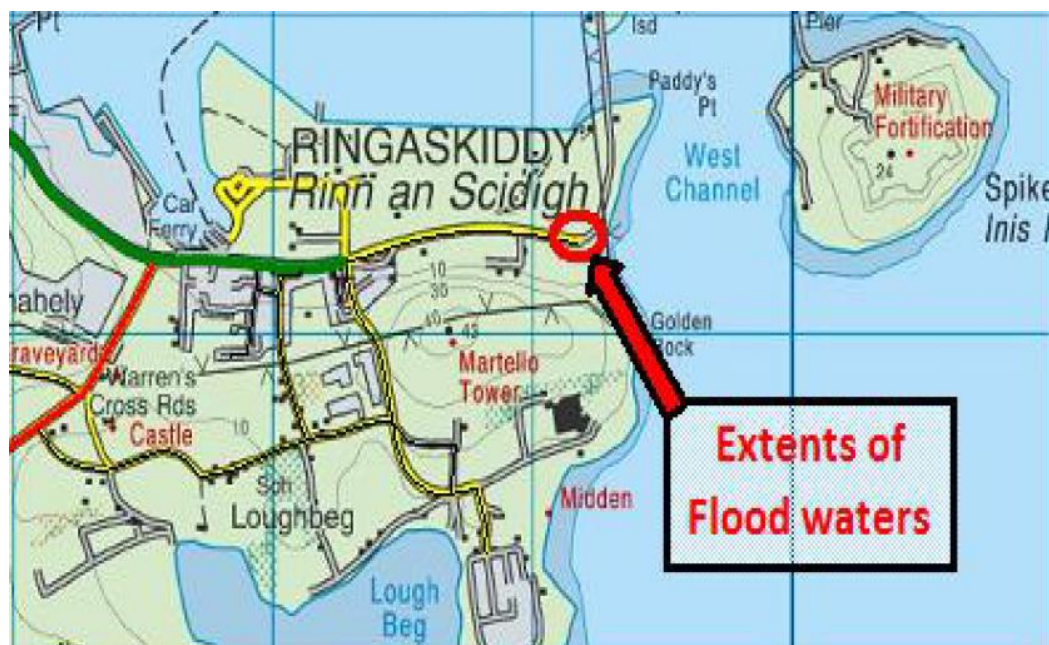 Pt
Isd
Pier
Paddy's
Pt
Military
Fortification
24
RINGASKIDDY
Rinn an Scidigh
West
Channel
Spike
Inis
Car
Ferry
10
30
40
43
Golden
Rock
nahely
Graveyard
Martello
Tower
Warren's
Cross Rds
Castle
10
Extents of
Flood waters
Sch
Loughbeg
Midden
Lough
Beg